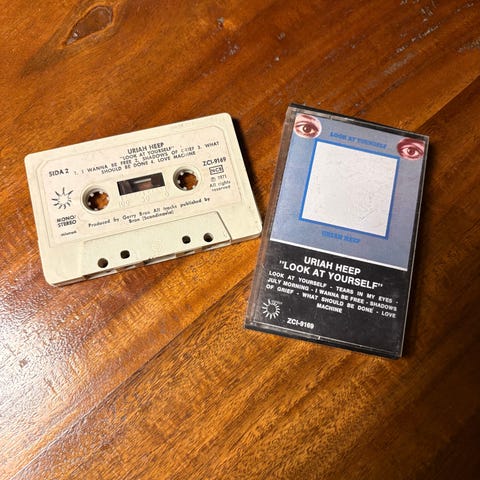 URIAH HEEP
"LOOK AT YOURSELF"
SIDE 2
1. I WANNA BE FREE 2. SHADOWS OF GRIEF 3. WHAT
SHOULD BE DONE 4. LOVE MACHINE
ZCI-9169
MONO/
STEREO
NCB
℗ 1971
All rights
reserved
Produced by Gerry Bron All tracks published by
Bron (Scandinavia)
LOOK AT YOURSELF
URIAH HEEP
URIAH HEEP
"LOOK AT YOURSELF"
LOOK AT YOURSELF - TEARS IN MY EYES -
JULY MORNING - I WANNA BE FREE - SHADOWS
OF GRIEF - WHAT SHOULD BE DONE - LOVE
MACHINE
ZCI-9169